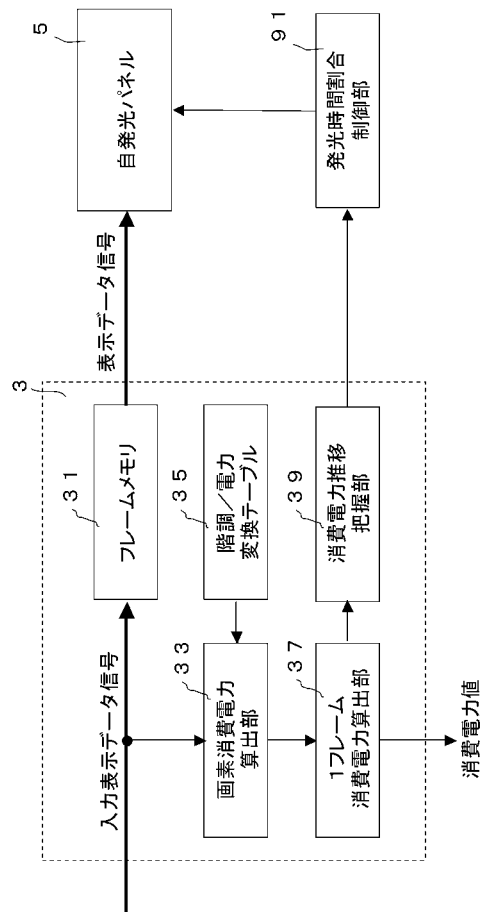 3
入力表示データ信号
31
フレームメモリ
表示データ信号
5
自発光パネル
33
画素消費電力
算出部
35
階調/電力
変換テーブル
37
1フレーム
消費電力算出部
39
消費電力推移
把握部
91
発光時間割合
制御部
消費電力値